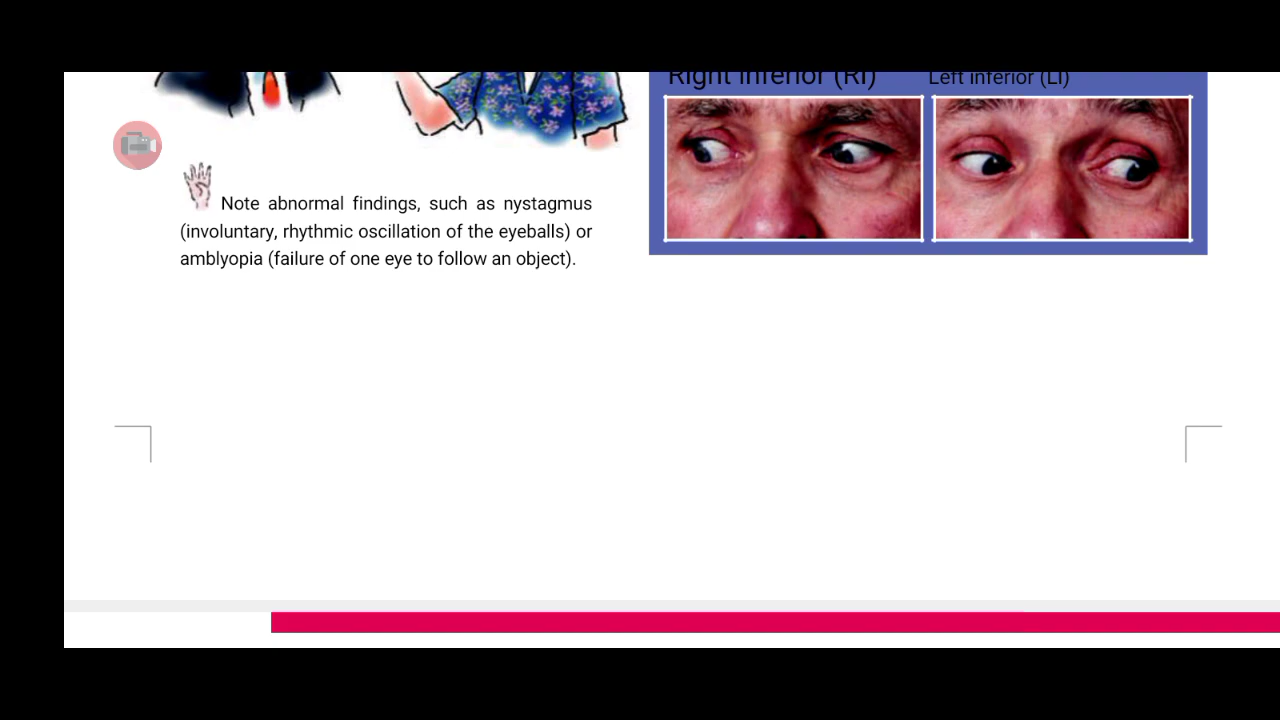 Right inferior (RI)
Left inferior (LI)
Note abnormal findings, such as nystagmus
(involuntary, rhythmic oscillation of the eyeballs) or
amblyopia (failure of one eye to follow an object).